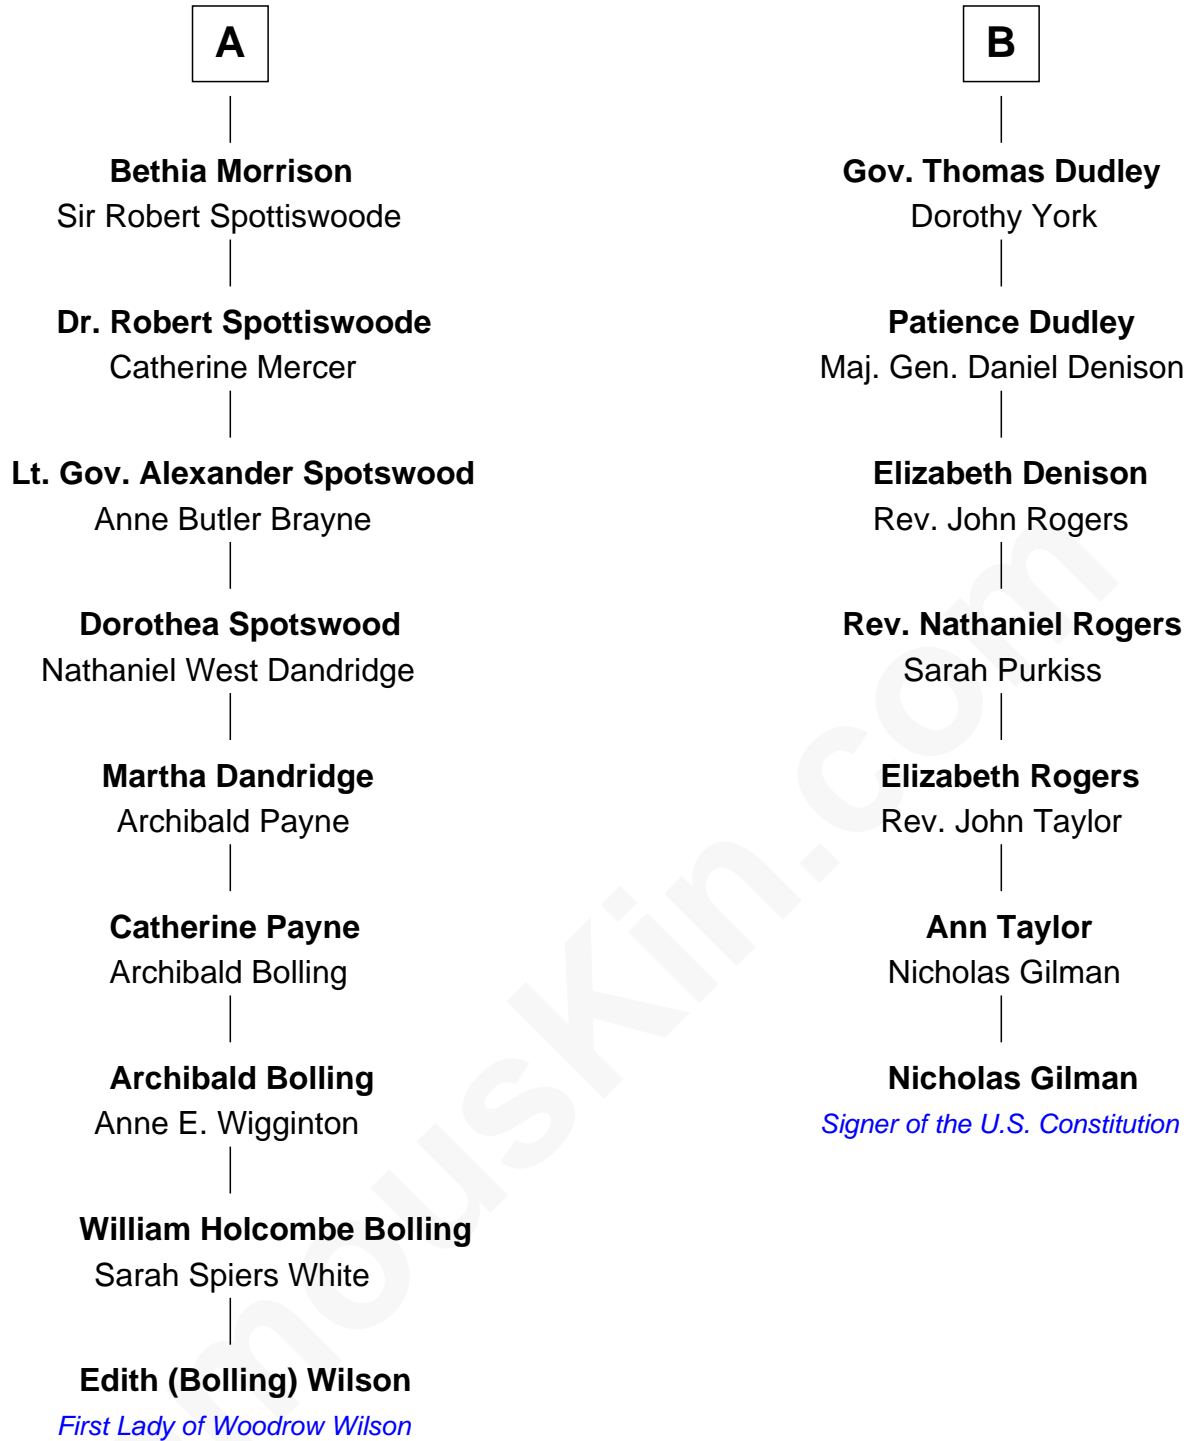 A
Bethia Morrison
Sir Robert Spottiswoode
Dr. Robert Spottiswoode
Catherine Mercer
Lt. Gov. Alexander Spotswood
Anne Butler Brayne
Dorothea Spotswood
Nathaniel West Dandridge
Martha Dandridge
Archibald Payne
Catherine Payne
Archibald Bolling
Archibald Bolling
Anne E. Wigginton
William Holcombe Bolling
Sarah Spiers White
Edith (Bolling) Wilson
First Lady of Woodrow Wilson
B
Gov. Thomas Dudley
Dorothy York
Patience Dudley
Maj. Gen. Daniel Denison
Elizabeth Denison
Rev. John Rogers
Rev. Nathaniel Rogers
Sarah Purkiss
Elizabeth Rogers
Rev. John Taylor
Ann Taylor
Nicholas Gilman
Nicholas Gilman
Signer of the U.S. Constitution
mousKin.com